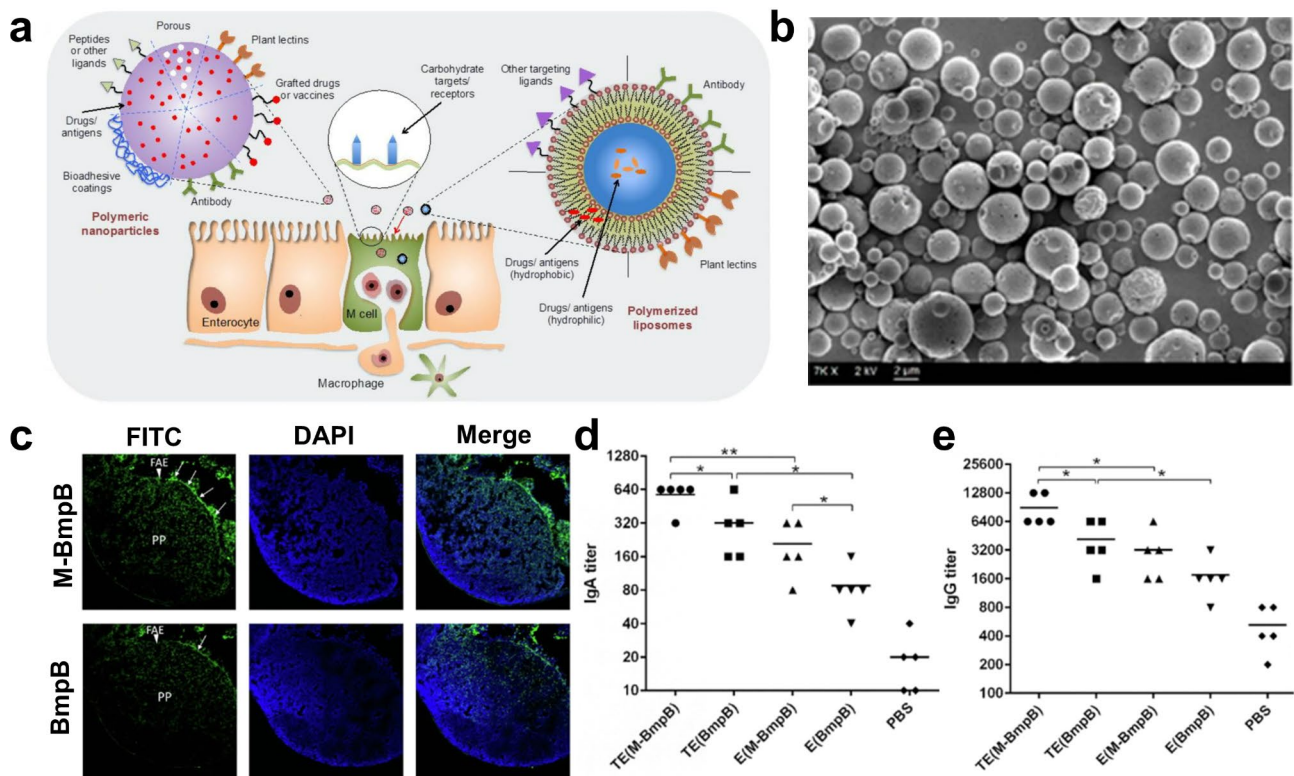 a
Porous
Peptides
or other
ligands
Plant lectins
Grafted drugs
or vaccines
Drugs/
antigens
Bioadhesive
coatings
Antibody
Polymeric
nanoparticles
Carbohydrate
targets/
receptors
Other targeting
ligands
Antibody
Plant lectins
Drugs/ antigens
(hydrophobic)
Drugs/ antigens
(hydrophilic)
Polymerized
liposomes
Enterocyte
M cell
Macrophage
b
7K X 2 kV 2 µm
c
FITC DAPI Merge
M-BmpB
FAE
PP
BmpB
FAE
PP
d
IgA titer
1280
640
320
160
80
40
20
10
** 
* *
*
TE(M-BmpB)
TE(BmpB)
E(M-BmpB)
E(BmpB)
PBS
e
IgG titer
25600
12800
6400
3200
1600
800
400
200
100
*
* *
TE(M-BmpB)
TE(BmpB)
E(M-BmpB)
E(BmpB)
PBS